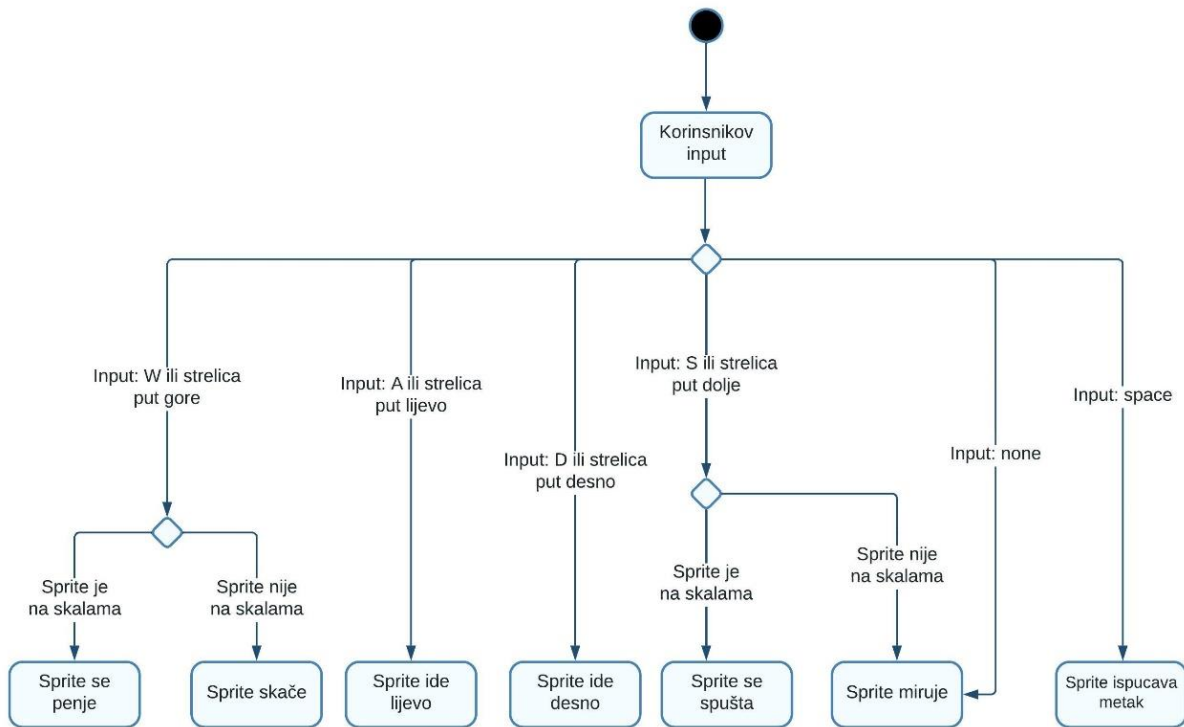 Korinsnikov
input
Input: W ili strelica
put gore
Input: A ili strelica
put lijevo
Input: D ili strelica
put desno
Input: S ili strelica
put dolje
Input: none
Input: space
Sprite je
na skalama
Sprite nije
na skalama
Sprite je
na skalama
Sprite nije
na skalama
Sprite se
penje
Sprite skače
Sprite ide
lijevo
Sprite ide
desno
Sprite se
spušta
Sprite miruje
Sprite ispucava
metak